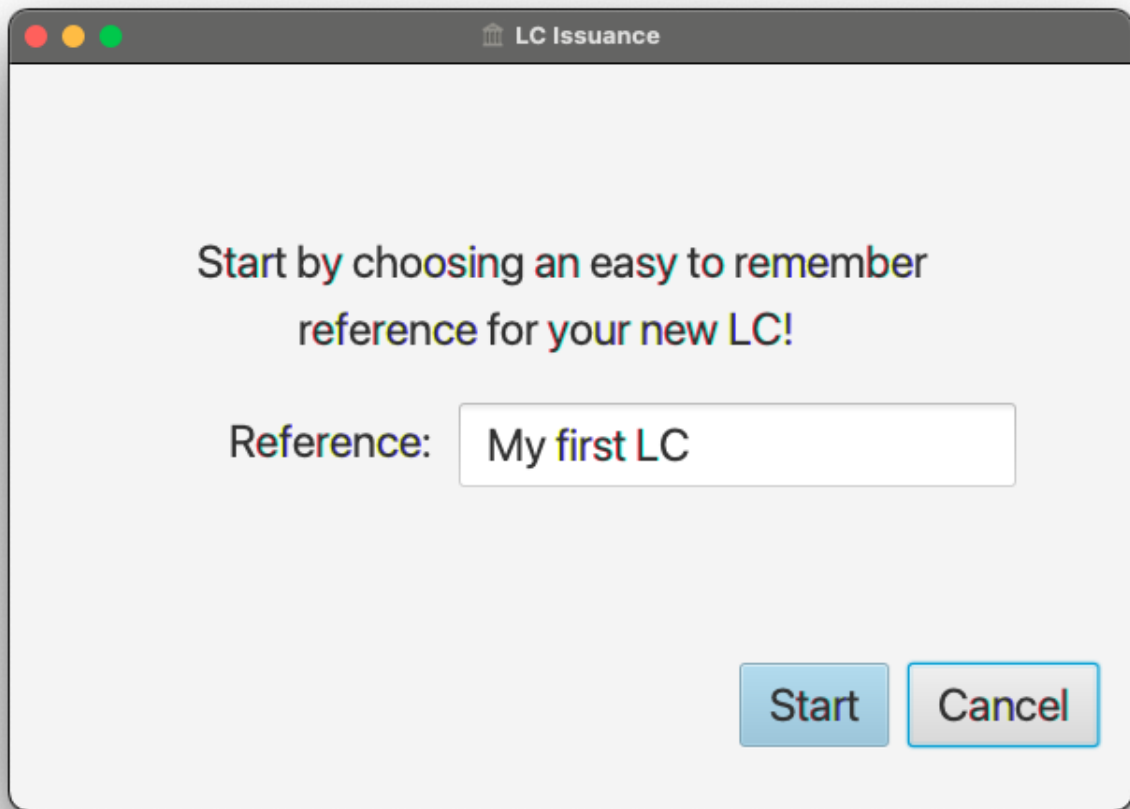 LC Issuance
Start by choosing an easy to remember
reference for your new LC!
Reference: My first LC
Start Cancel